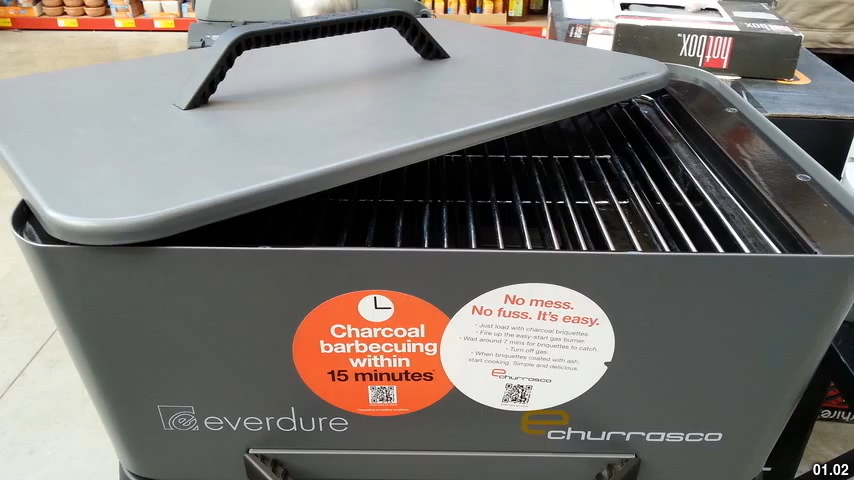 hotbox.
Charcoal
barbecuing
within
15 minutes*
No mess.
No fuss. It's easy.
· Just load with charcoal briquettes.
· Fire up the easy-start gas burner.
· Wait around 7 mins for briquettes to catch.
· Turn off gas.
· When briquettes coated with ash,
start cooking. Simple and delicious.
echurrasco
everdure
echurrasco
01.02